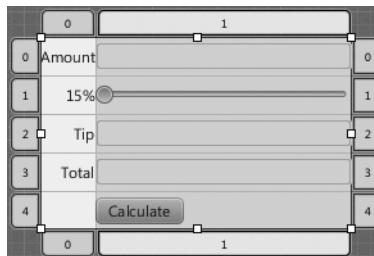 0 1
0 Amount 0
1 15% 1
2 Tip 2
3 Total 3
4 Calculate 4
0 1